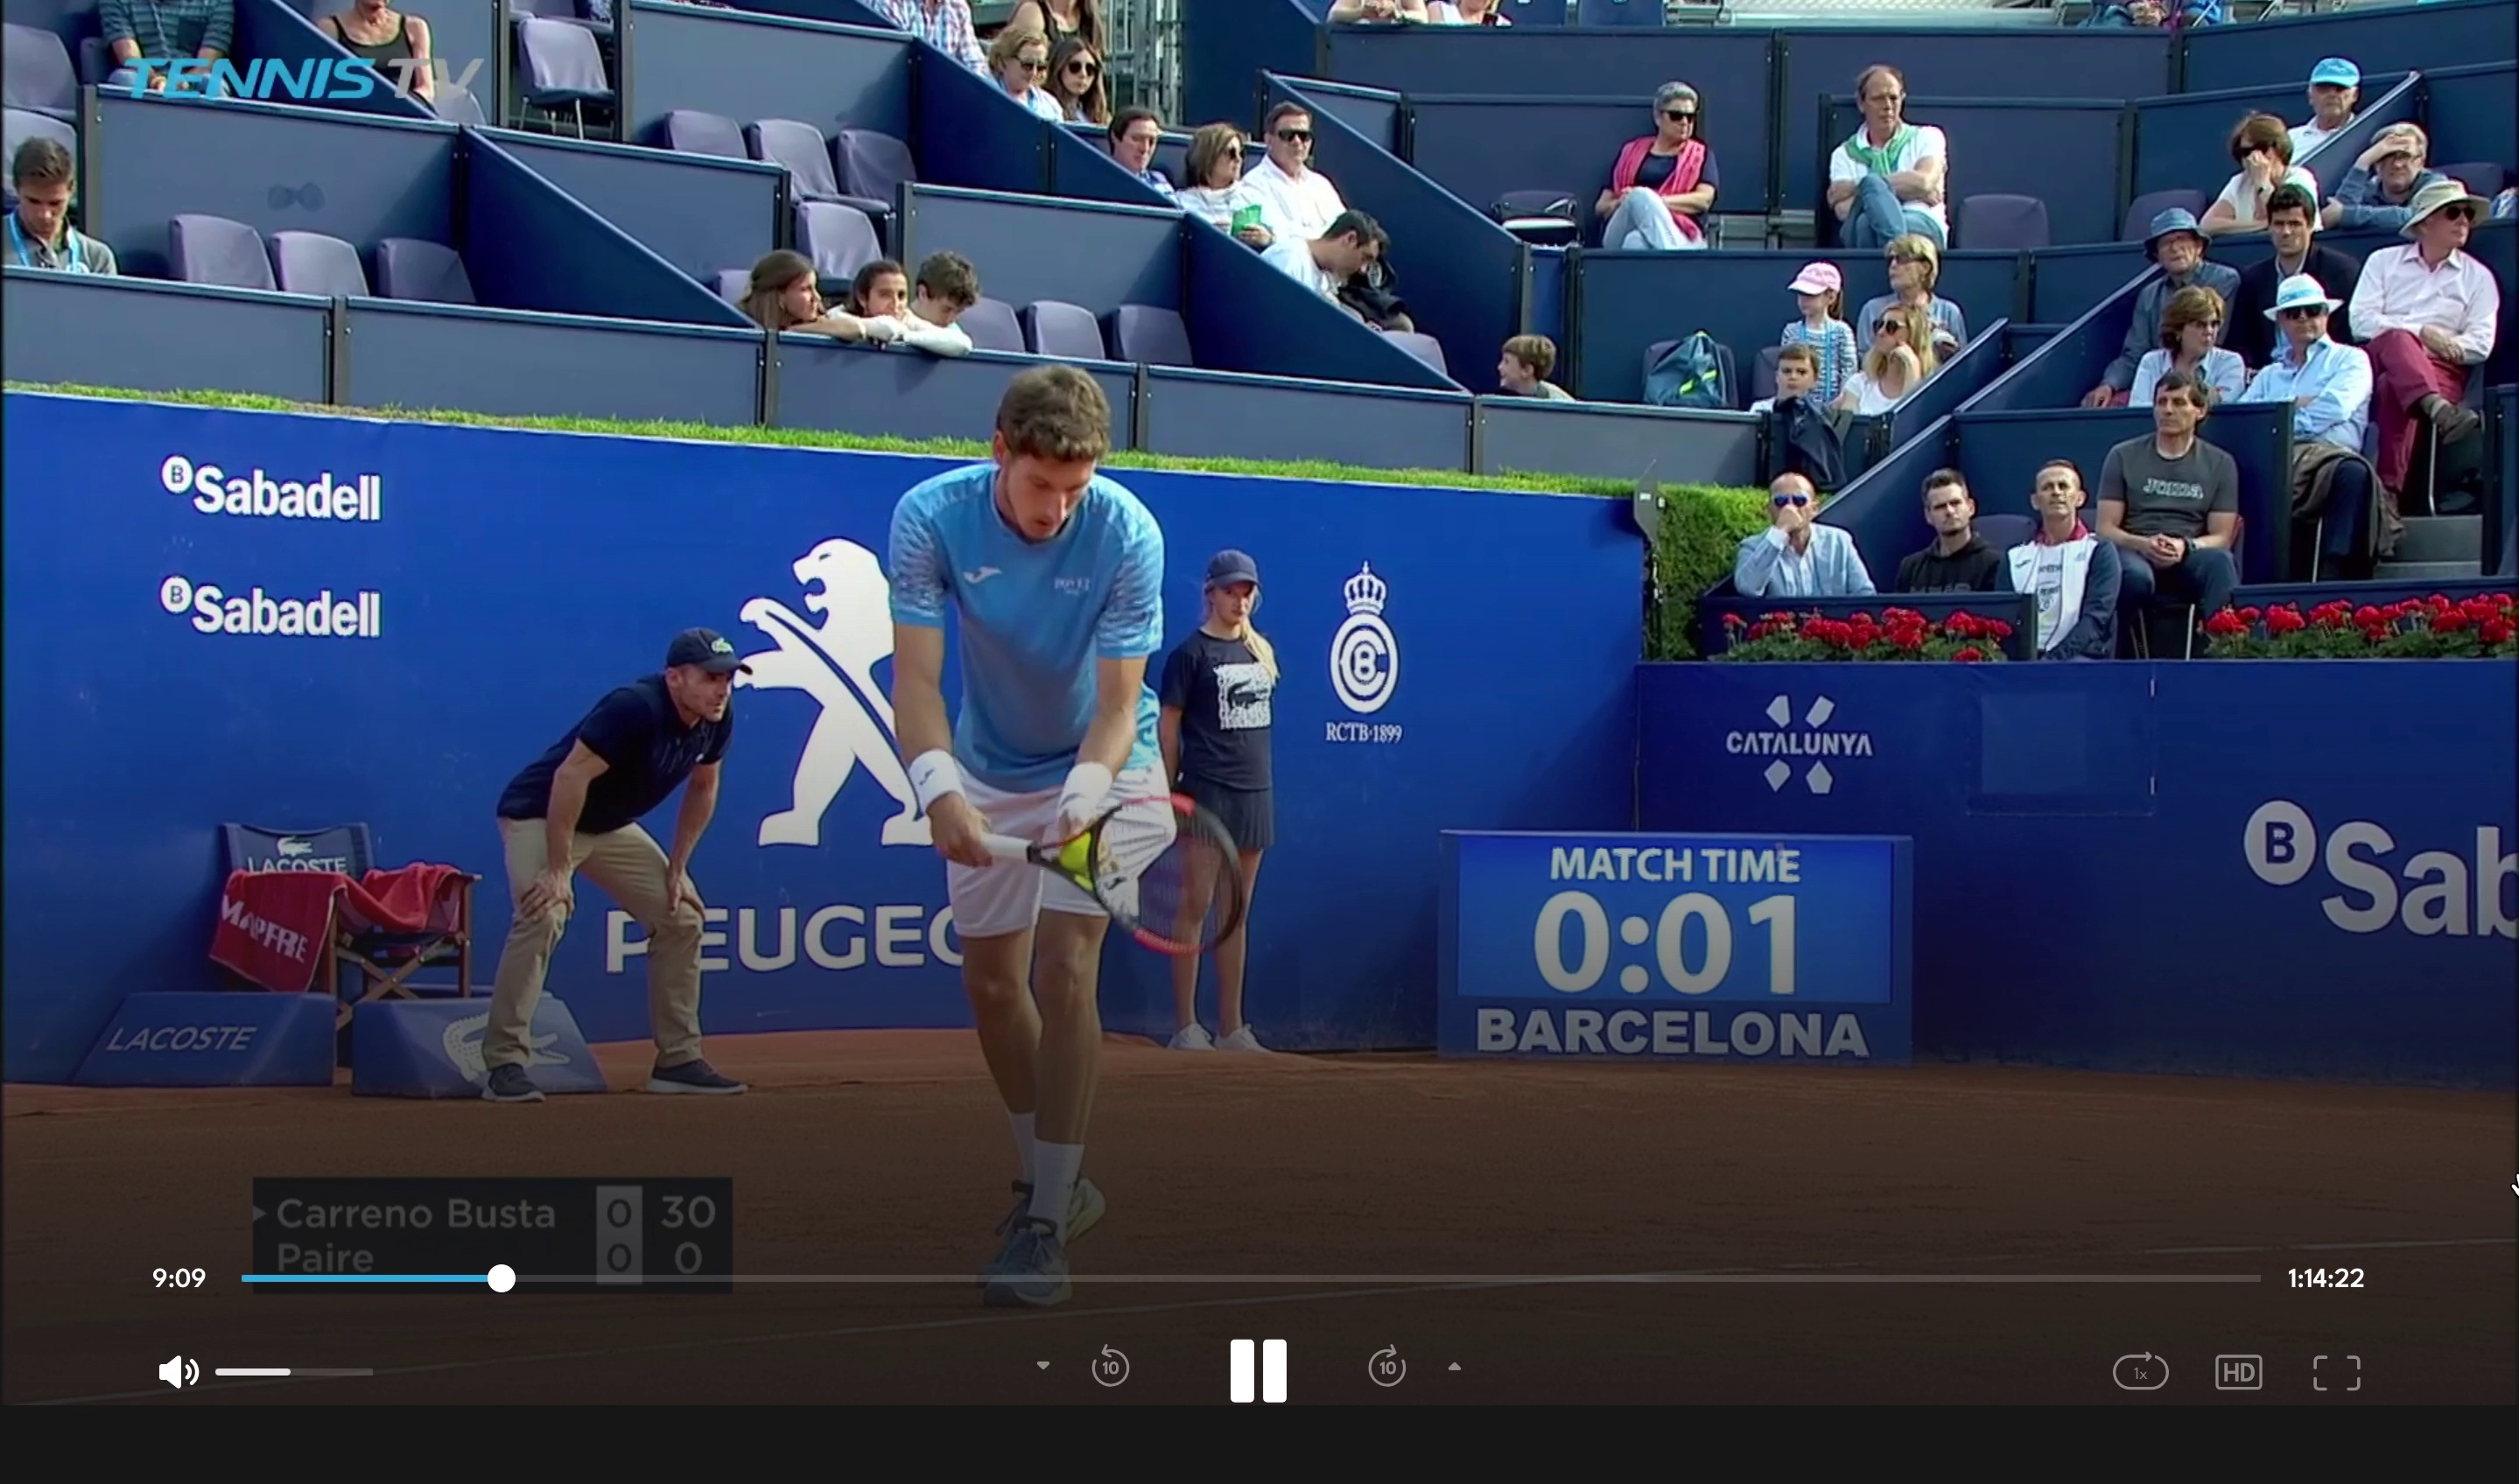 TENNIS TV
B Sabadell
B Sabadell
JOMA
RCTB·1899
CATALUNYA
LACOSTE
MAPFRE
PEUGEO
MATCH TIME
0:01
BARCELONA
B Sab
LACOSTE
Carreno Busta 0 30
Paire 0 0
9:09
1:14:22
10
10
1x
HD